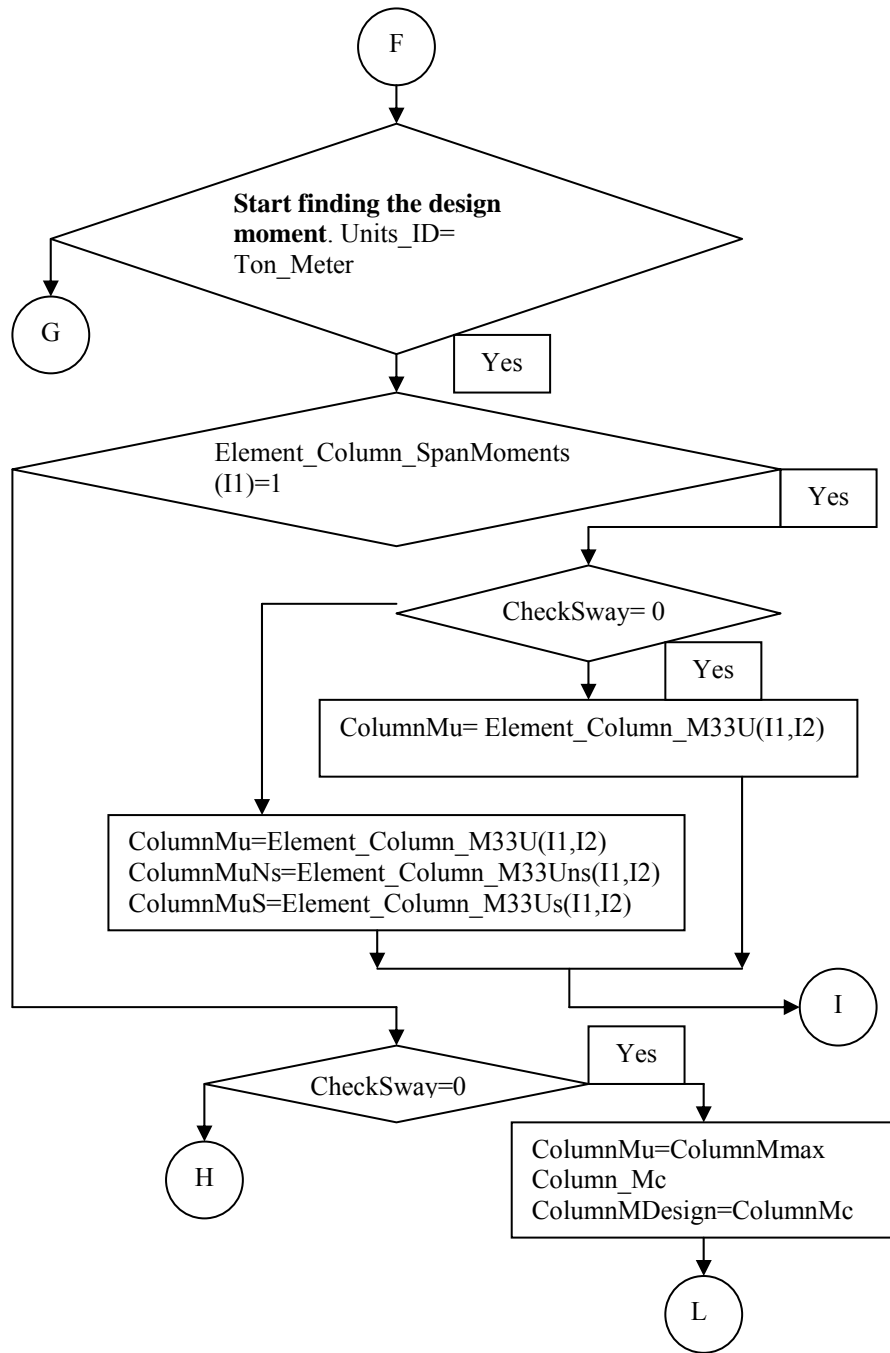 F
Start finding the design
moment. Units_ID=
Ton_Meter
G
Yes
Element_Column_SpanMoments
(I1)=1
Yes
CheckSway= 0
Yes
ColumnMu= Element_Column_M33U(I1,I2)
ColumnMu=Element_Column_M33U(I1,I2)
ColumnMuNs=Element_Column_M33Uns(I1,I2)
ColumnMuS=Element_Column_M33Us(I1,I2)
I
Yes
CheckSway=0
H
ColumnMu=ColumnMmax
Column_Mc
ColumnMDesign=ColumnMc
L